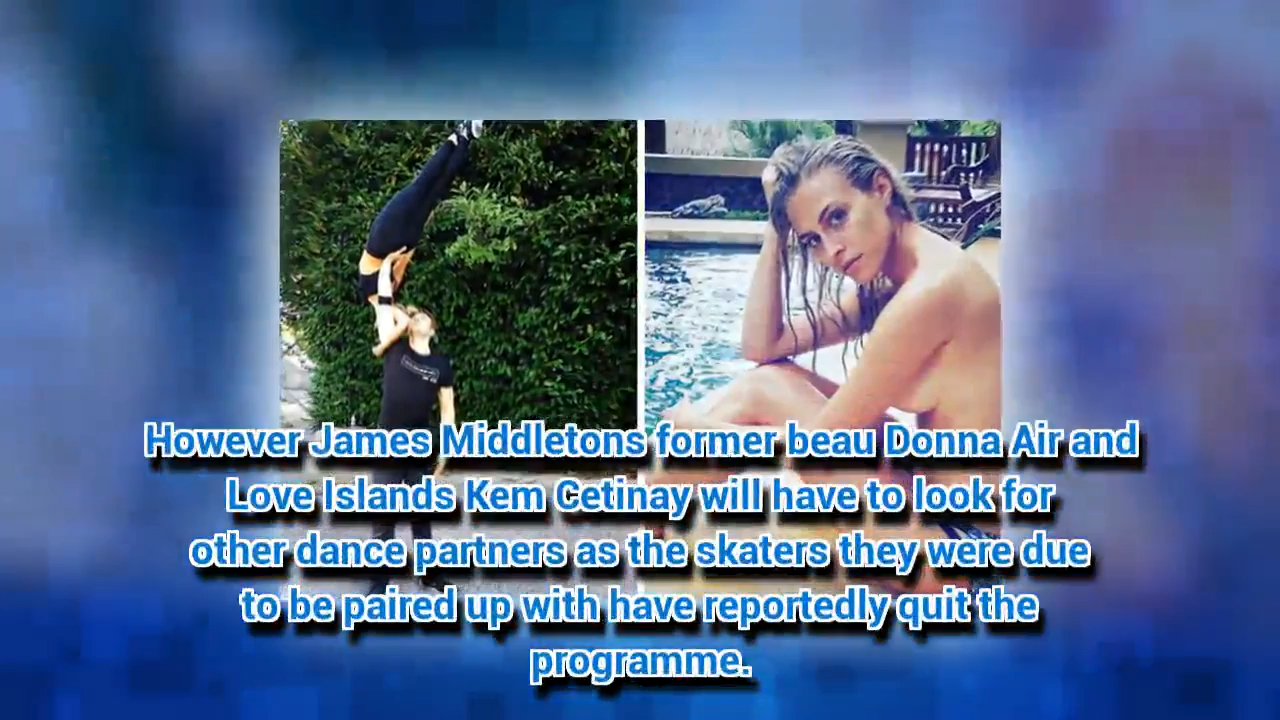 However James Middletons former beau Donna Air and
Love Islands Kem Cetinay will have to look for
other dance partners as the skaters they were due
to be paired up with have reportedly quit the
programme.